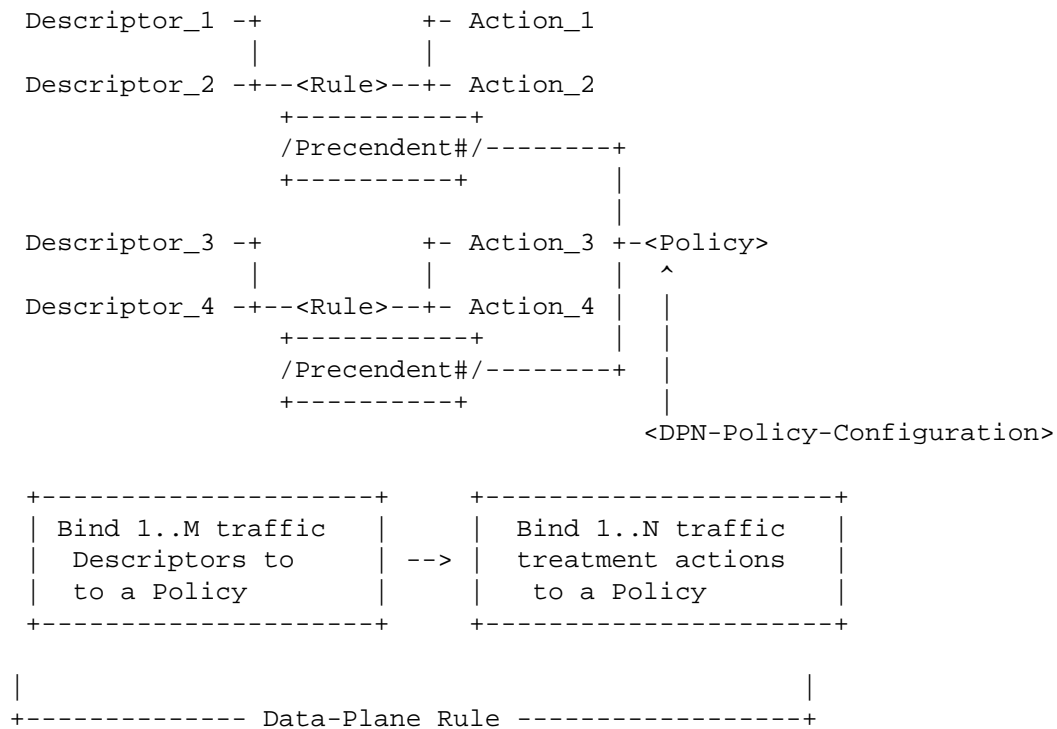 Descriptor_1 -+ +- Action_1
| |
Descriptor_2 -+--<Rule>--+- Action_2
+-----------+
/Precendent#/--------+
+----------+ |
|
Descriptor_3 -+ +- Action_3 +-<Policy>
| | | ^
Descriptor_4 -+--<Rule>--+- Action_4 | |
+-----------+ | |
/Precendent#/--------+ |
+----------+ |
<DPN-Policy-Configuration>
+---------------------+ +----------------------+
| Bind 1..M traffic | | Bind 1..N traffic |
| Descriptors to | --> | treatment actions |
| to a Policy | | to a Policy |
+---------------------+ +----------------------+
| |
+-------------- Data-Plane Rule ------------------+